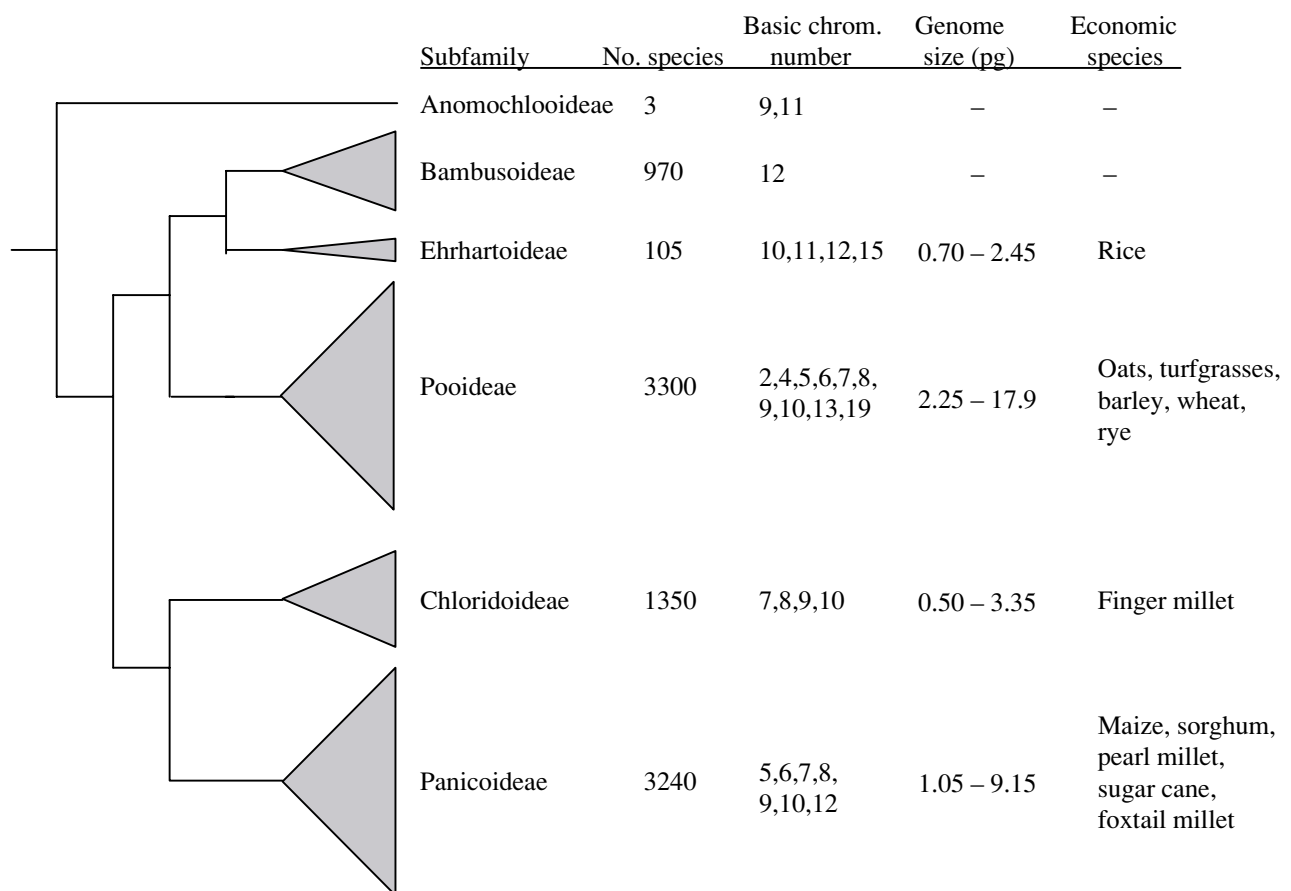 Basic chrom. Genome Economic
Subfamily No. species number size (pg) species
Anomochlooideae 3 9,11 – –
Bambusoideae 970 12 – –
Ehrhartoideae 105 10,11,12,15 0.70 – 2.45 Rice
Pooideae 3300 2,4,5,6,7,8,
9,10,13,19 2.25 – 17.9 Oats, turfgrasses,
barley, wheat,
rye
Chloridoideae 1350 7,8,9,10 0.50 – 3.35 Finger millet
Panicoideae 3240 5,6,7,8,
9,10,12 1.05 – 9.15 Maize, sorghum,
pearl millet,
sugar cane,
foxtail millet